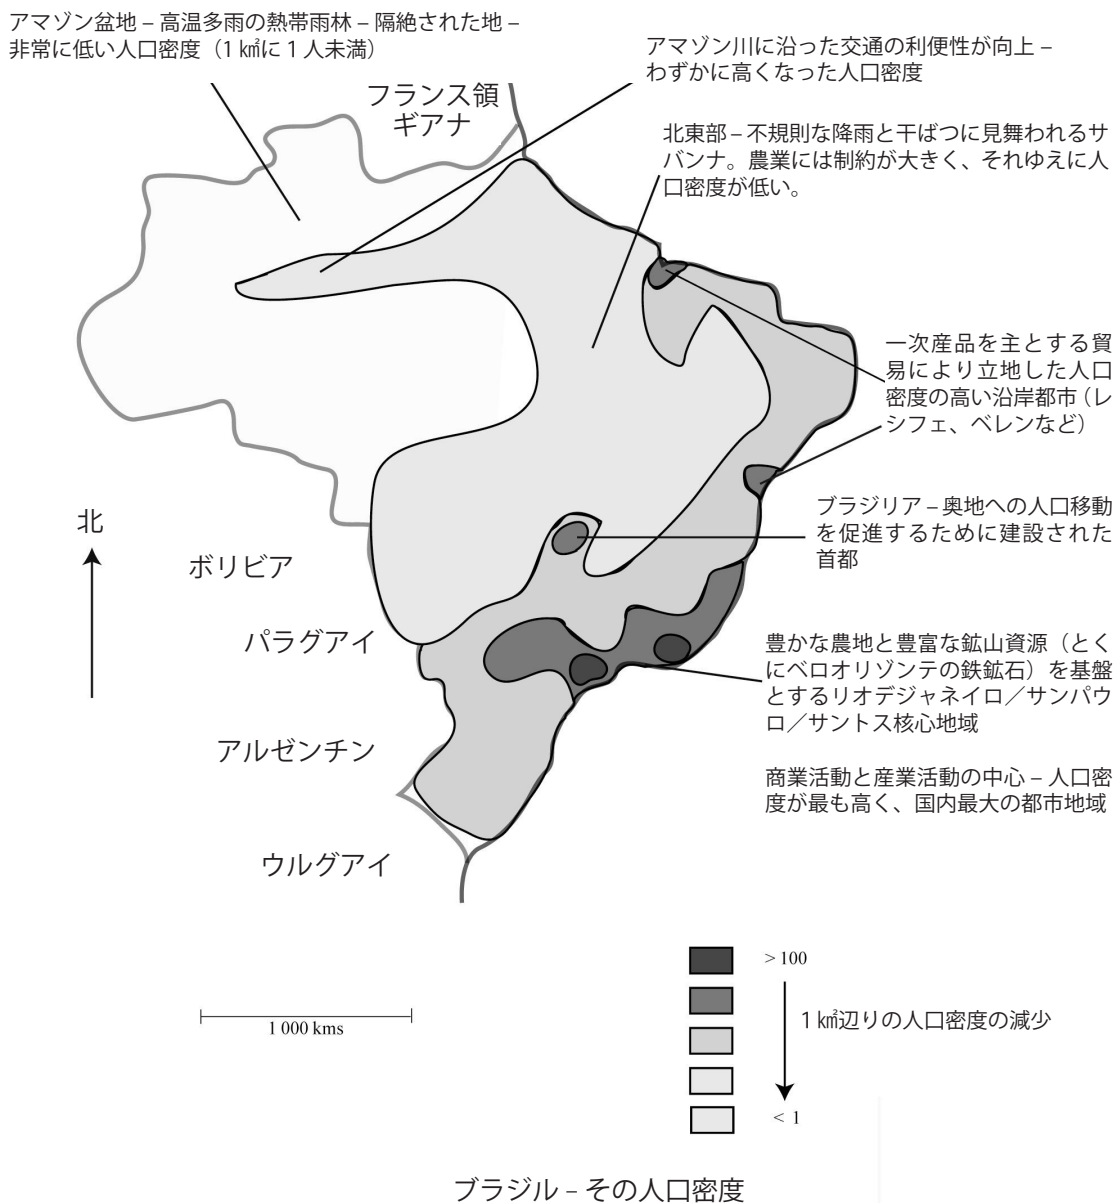 アマゾン盆地 – 高温多雨の熱帯雨林 – 隔絶された地 –
非常に低い人口密度（1 ㎢に 1 人未満）
アマゾン川に沿った交通の利便性が向上 –
わずかに高くなった人口密度
フランス領
ギアナ
北東部 – 不規則な降雨と干ばつに見舞われるサ
バンナ。農業には制約が大きく、それゆえに人
口密度が低い。
一次産品を主とする貿
易により立地した人口
密度の高い沿岸都市（レ
シフェ、ベレンなど）
北
ブラジリア – 奥地への人口移動
を促進するために建設された
首都
ボリビア
パラグアイ
豊かな農地と豊富な鉱山資源（とく
にベロオリゾンテの鉄鉱石）を基盤
とするリオデジャネイロ／サンパウ
ロ／サントス核心地域
アルゼンチン
商業活動と産業活動の中心 – 人口密
度が最も高く、国内最大の都市地域
ウルグアイ
> 100
1 ㎢辺りの人口密度の減少
< 1
1 000 kms
ブラジル – その人口密度